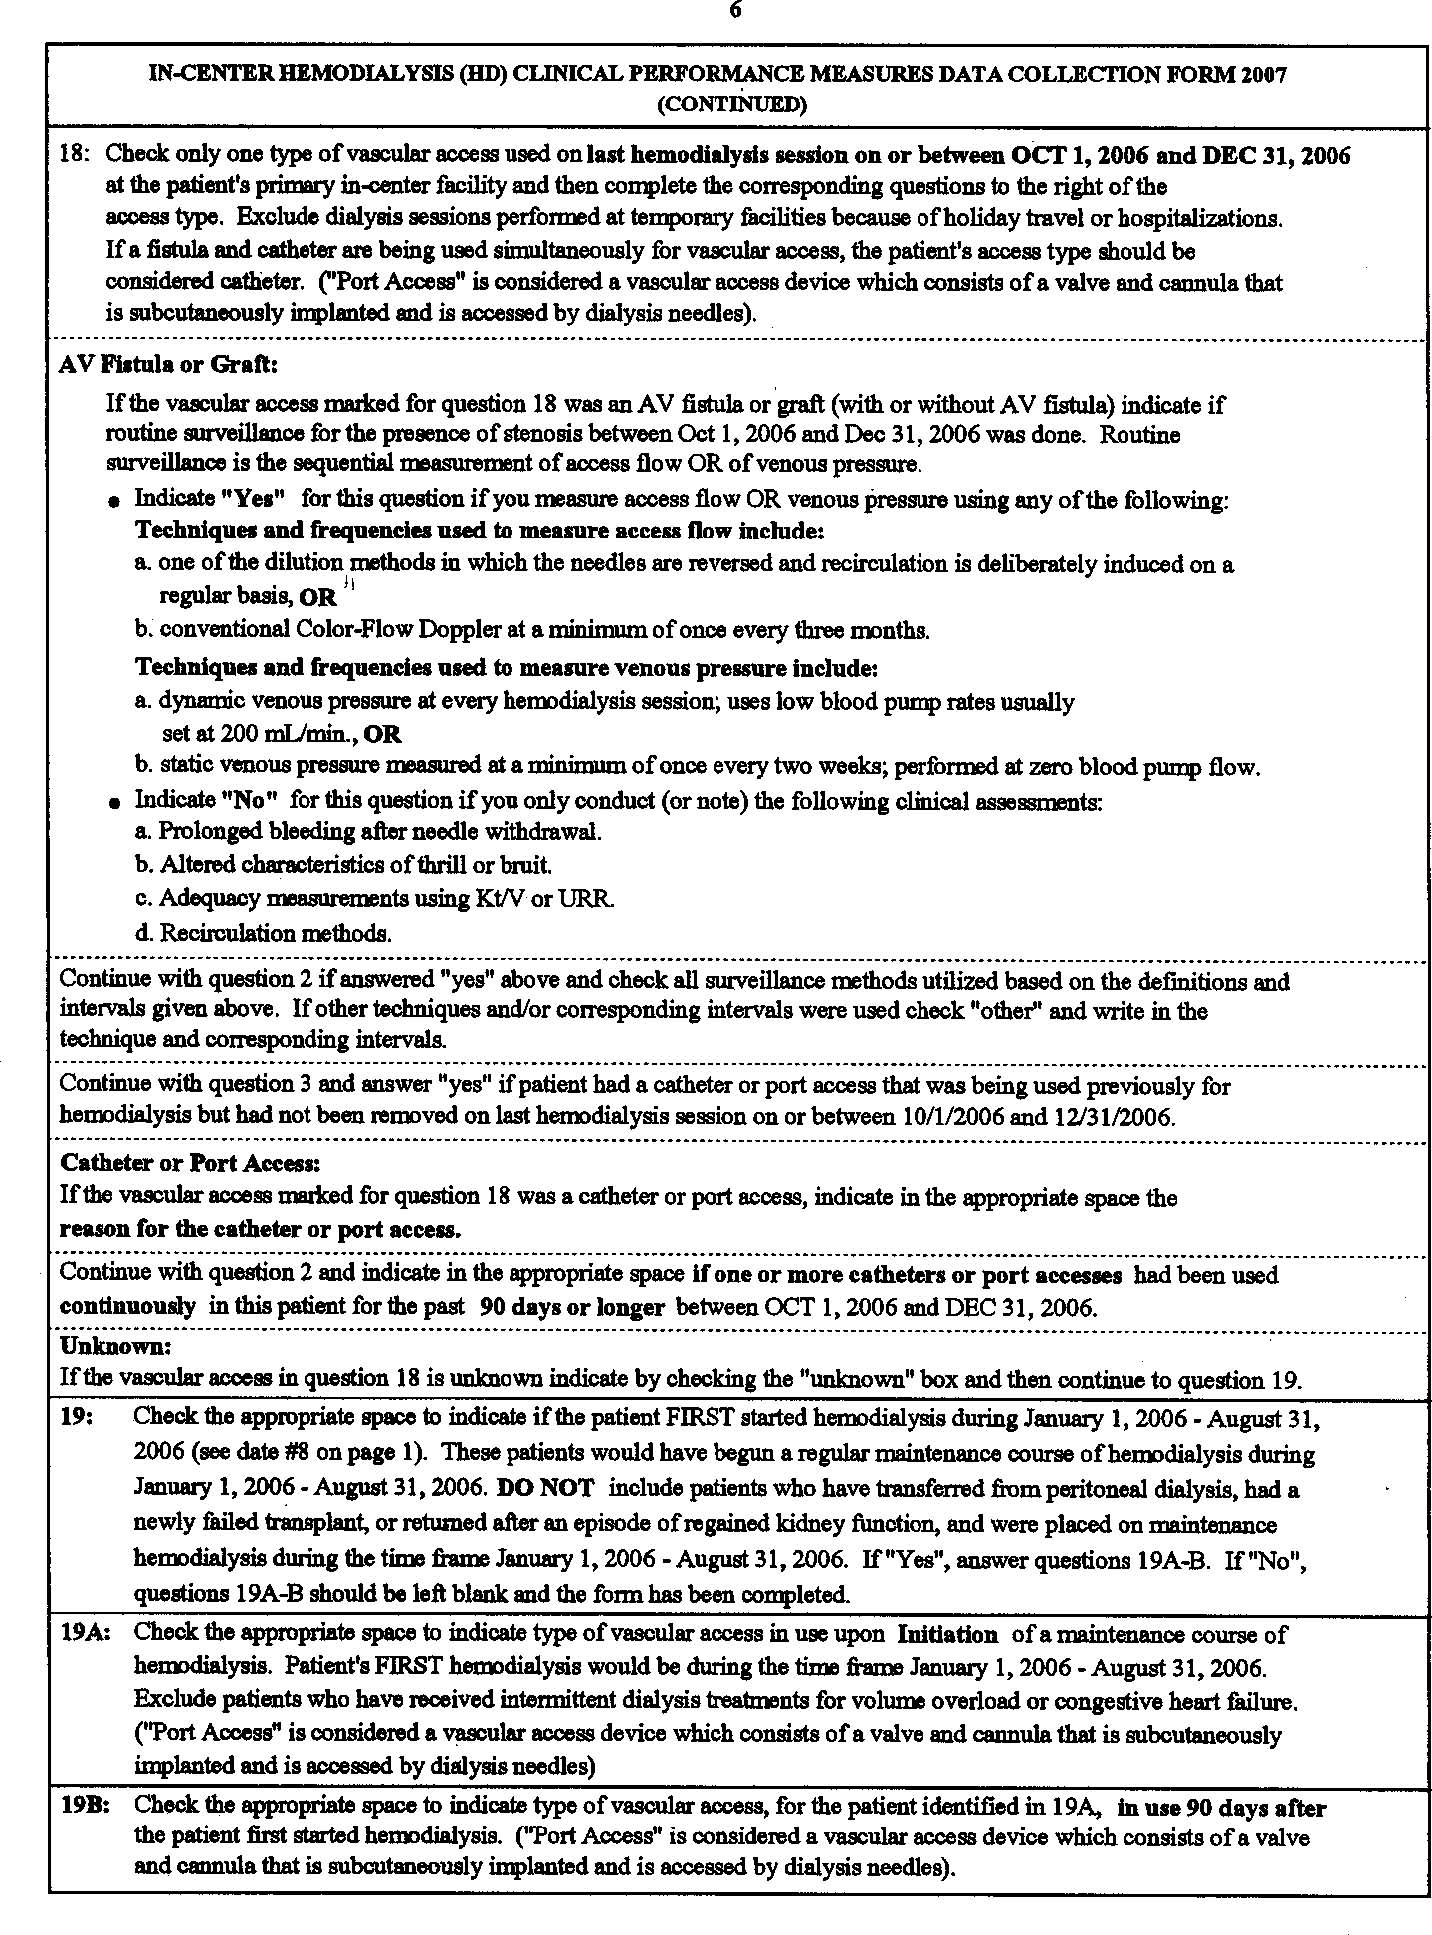 6
IN-CENTER HEMODIALYSIS (HD) CLINICAL PERFORMANCE MEASURES DATA COLLECTION FORM 2007
(CONTINUED)
18: Check only one type of vascular access used on last hemodialysis session on or between OCT 1, 2006 and DEC 31, 2006
at the patient's primary in-center facility and then complete the corresponding questions to the right of the
access type. Exclude dialysis sessions performed at temporary facilities because of holiday travel or hospitalizations.
If a fistula and catheter are being used simultaneously for vascular access, the patient's access type should be
considered catheter. ("Port Access" is considered a vascular access device which consists of a valve and cannula that
is subcutaneously implanted and is accessed by dialysis needles).
AV Fistula or Graft:
If the vascular access marked for question 18 was an AV fistula or graft (with or without AV fistula) indicate if
routine surveillance for the presence of stenosis between Oct 1, 2006 and Dec 31, 2006 was done. Routine
surveillance is the sequential measurement of access flow OR of venous pressure.
• Indicate "Yes" for this question if you measure access flow OR venous pressure using any of the following:
Techniques and frequencies used to measure access flow include:
a. one of the dilution methods in which the needles are reversed and recirculation is deliberately induced on a
regular basis, OR
b. conventional Color-Flow Doppler at a minimum of once every three months.
Techniques and frequencies used to measure venous pressure include:
a. dynamic venous pressure at every hemodialysis session; uses low blood pump rates usually
set at 200 mL/min., OR
b. static venous pressure measured at a minimum of once every two weeks; performed at zero blood pump flow.
• Indicate "No" for this question if you only conduct (or note) the following clinical assessments:
a. Prolonged bleeding after needle withdrawal.
b. Altered characteristics of thrill or bruit.
c. Adequacy measurements using Kt/V or URR.
d. Recirculation methods.
Continue with question 2 if answered "yes" above and check all surveillance methods utilized based on the definitions and
intervals given above. If other techniques and/or corresponding intervals were used check "other" and write in the
technique and corresponding intervals.
Continue with question 3 and answer "yes" if patient had a catheter or port access that was being used previously for
hemodialysis but had not been removed on last hemodialysis session on or between 10/1/2006 and 12/31/2006.
Catheter or Port Access:
If the vascular access marked for question 18 was a catheter or port access, indicate in the appropriate space the
reason for the catheter or port access.
Continue with question 2 and indicate in the appropriate space if one or more catheters or port accesses had been used
continuously in this patient for the past 90 days or longer between OCT 1, 2006 and DEC 31, 2006.
Unknown:
If the vascular access in question 18 is unknown indicate by checking the "unknown" box and then continue to question 19.
19: Check the appropriate space to indicate if the patient FIRST started hemodialysis during January 1, 2006 - August 31,
2006 (see date #8 on page 1). These patients would have begun a regular maintenance course of hemodialysis during
January 1, 2006 - August 31, 2006. DO NOT include patients who have transferred from peritoneal dialysis, had a
newly failed transplant, or returned after an episode of regained kidney function, and were placed on maintenance
hemodialysis during the time frame January 1, 2006 - August 31, 2006. If "Yes", answer questions 19A-B. If "No",
questions 19A-B should be left blank and the form has been completed.
19A: Check the appropriate space to indicate type of vascular access in use upon Initiation of a maintenance course of
hemodialysis. Patient's FIRST hemodialysis would be during the time frame January 1, 2006 - August 31, 2006.
Exclude patients who have received intermittent dialysis treatments for volume overload or congestive heart failure.
("Port Access" is considered a vascular access device which consists of a valve and cannula that is subcutaneously
implanted and is accessed by dialysis needles)
19B: Check the appropriate space to indicate type of vascular access, for the patient identified in 19A, in use 90 days after
the patient first started hemodialysis. ("Port Access" is considered a vascular access device which consists of a valve
and cannula that is subcutaneously implanted and is accessed by dialysis needles).